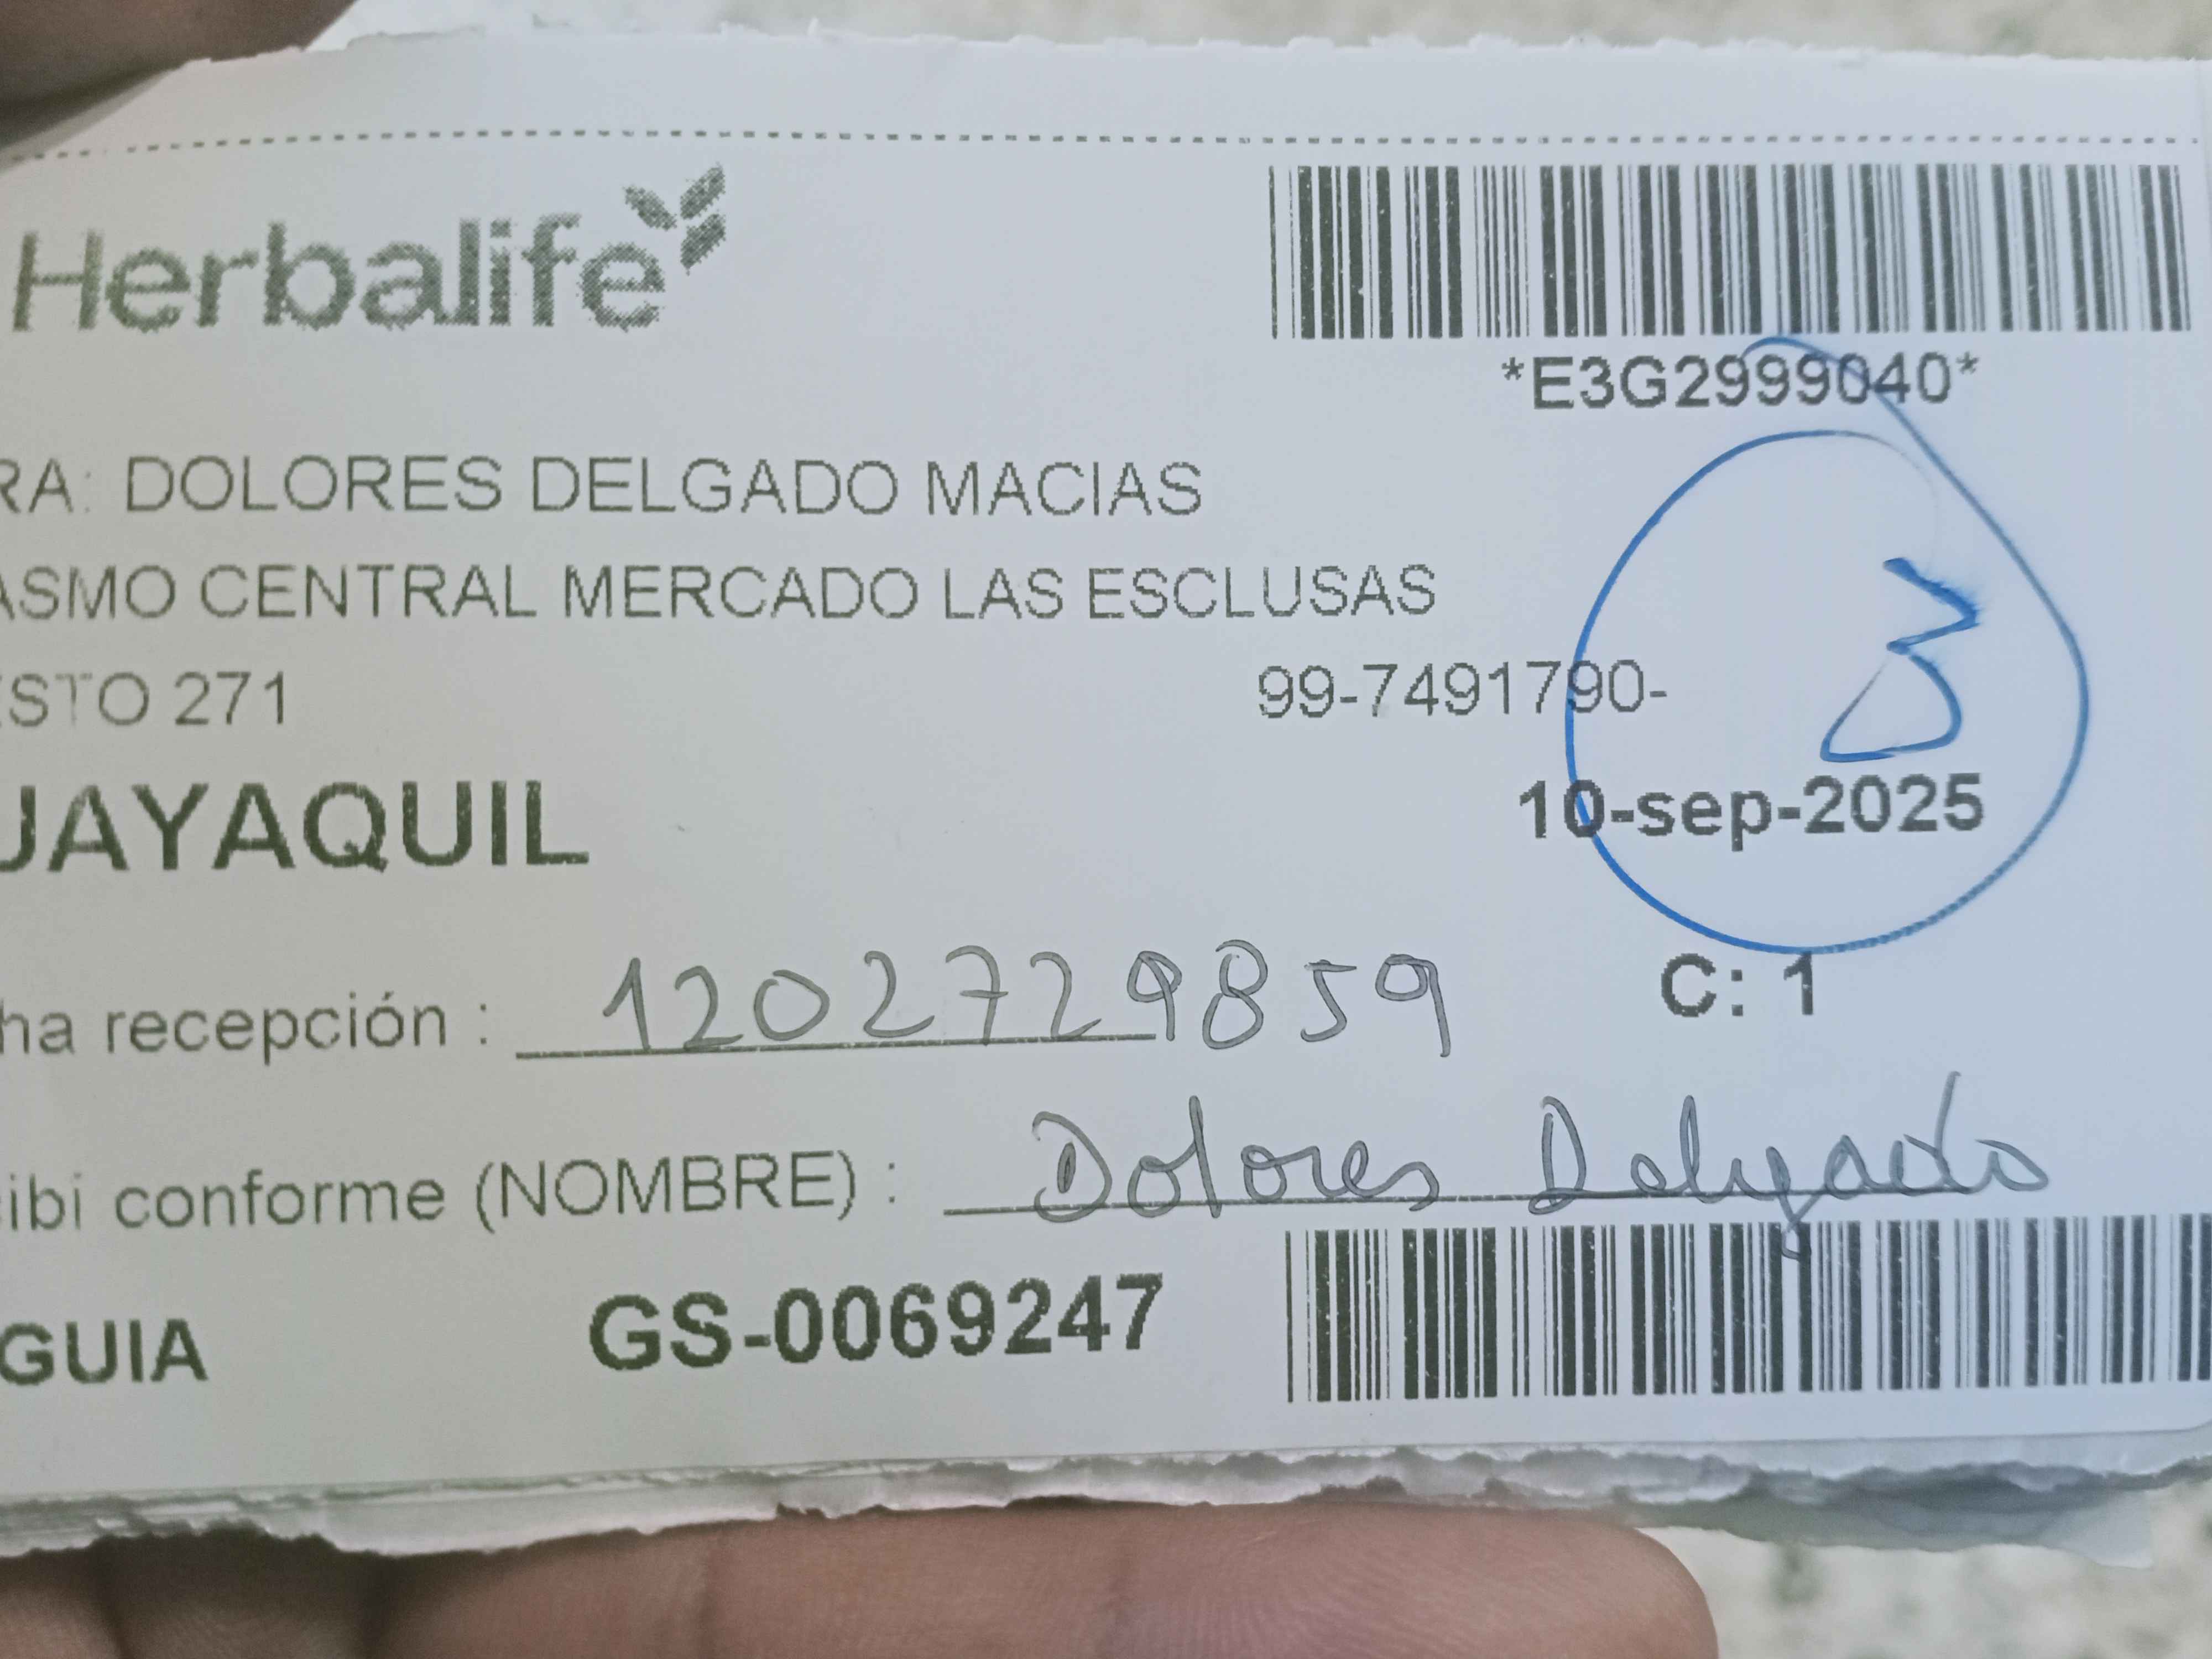 Herbalife
*E3G2999040*
RA: DOLORES DELGADO MACIAS
ASMO CENTRAL MERCADO LAS ESCLUSAS
ESTO 271 99-7491790-
3
UAYAQUIL 10-sep-2025
ha recepción : 1202729859 C: 1
cibi conforme (NOMBRE) : Dolores Delgado
GUIA GS-0069247